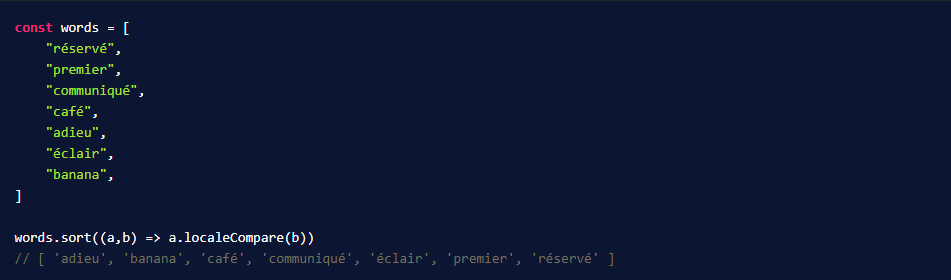 const words = [
    "réservé",
    "premier",
    "communiqué",
    "café",
    "adieu",
    "éclair",
    "banana",
]
words.sort((a,b) => a.localeCompare(b))
// [ 'adieu', 'banana', 'café', 'communiqué', 'éclair', 'premier', 'réservé' ]